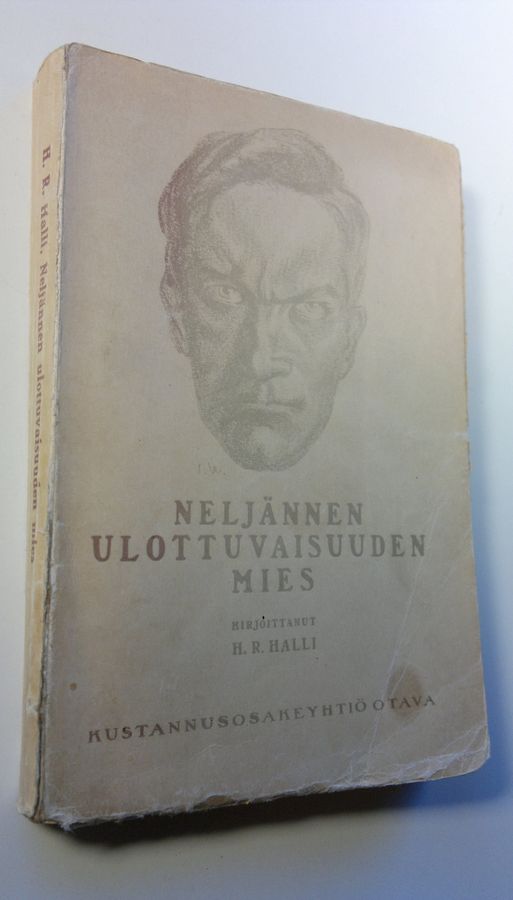 H. R. Halli. Neljännen ulottuvaisuuden mies
NELJÄNNEN
ULOTTUVAISUUDEN
MIES
KIRJOITTANUT
H. R. HALLI
KUSTANNUSOSAKEYHTIÖ OTAVA